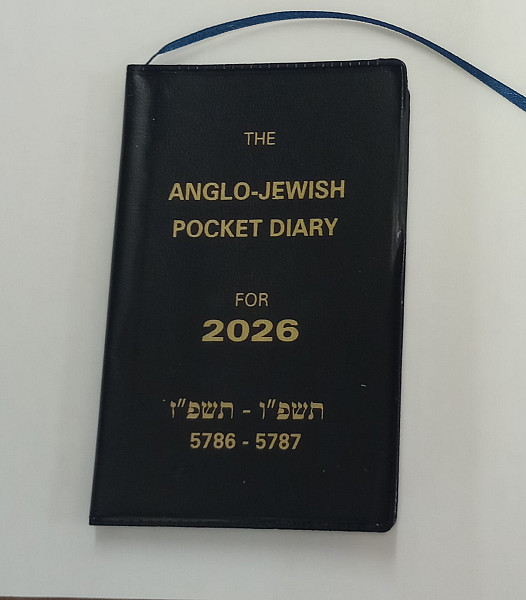 THE
ANGLO-JEWISH
POCKET DIARY
FOR
2026
תשפ"ו - תשפ"ז
5786 - 5787